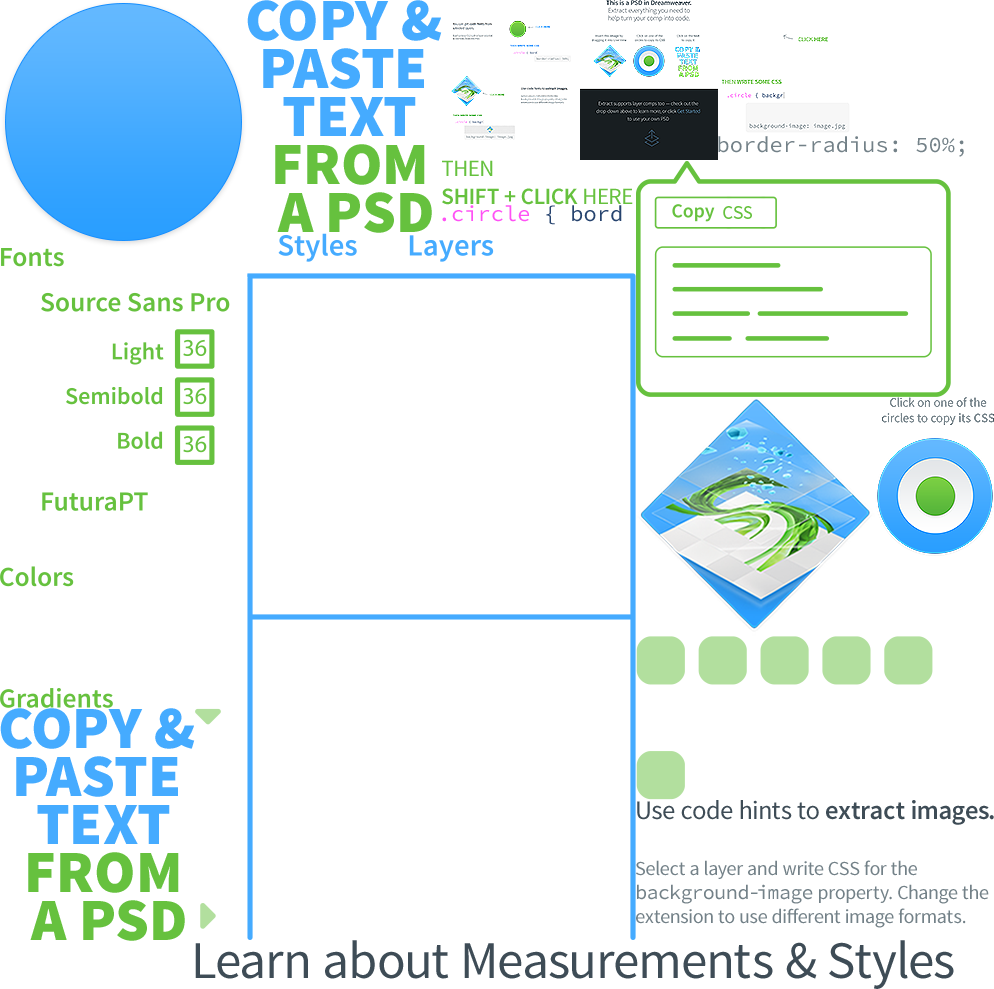 COPY &
PASTE
TEXT
FROM
A PSD
This is a PSD in Dreamweaver.
Extract everything you need to
help turn your comp into code.
CLICK HERE
THEN WRITE SOME CSS
.circle { backgr
background-image: image.jpg
Extract supports layer comps too — check out the
drop-down above to learn more, or click Get Started
to use your own PSD
border-radius: 50%;
THEN
SHIFT + CLICK HERE
.circle { bord
Styles Layers
Copy CSS
Fonts
Source Sans Pro
Light 36
Semibold 36
Bold 36
FuturaPT
Colors
Gradients
Click on one of the
circles to copy its CSS
COPY &
PASTE
TEXT
FROM
A PSD
Use code hints to extract images.
Select a layer and write CSS for the
background-image property. Change the
extension to use different image formats.
Learn about Measurements & Styles